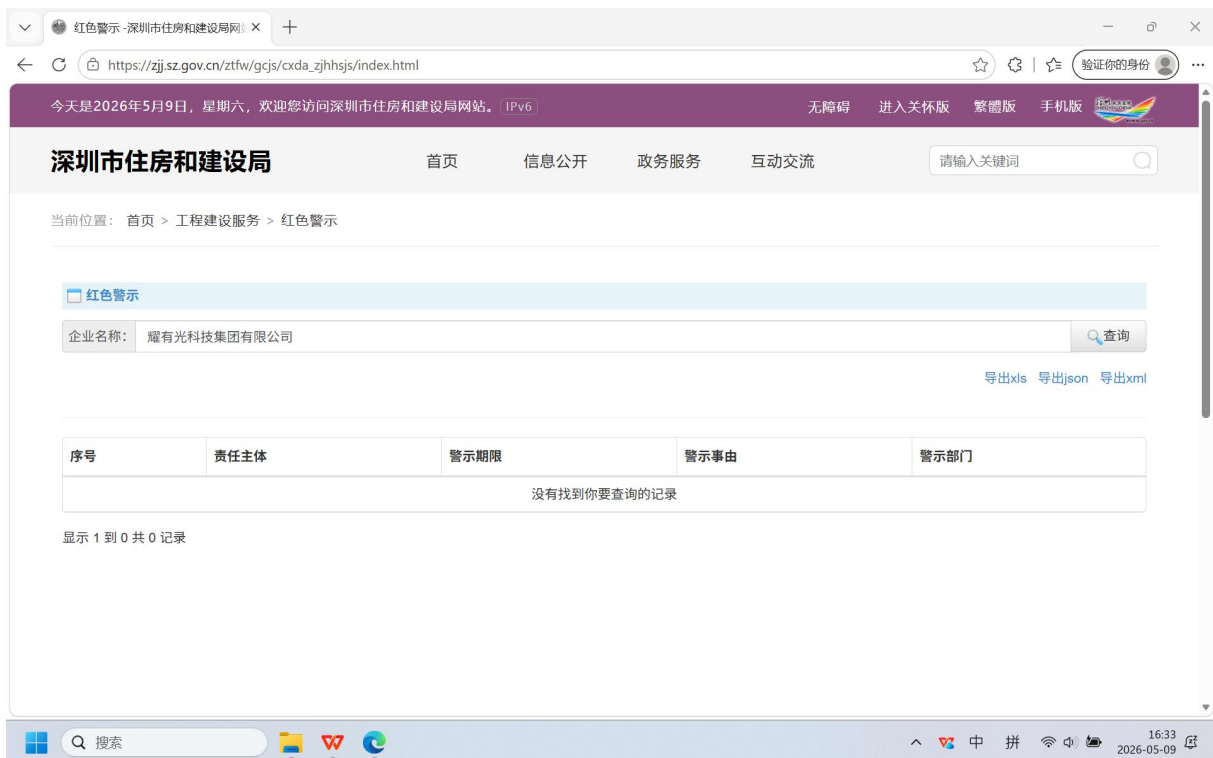 红色警示 -深圳市住房和建设局网
https://zjj.sz.gov.cn/ztfw/gcjs/cxda_zjhhsjs/index.html
验证你的身份
今天是2026年5月9日，星期六，欢迎您访问深圳市住房和建设局网站。 IPv6 无障碍 进入关怀版 繁體版 手机版
深圳市住房和建设局 首页 信息公开 政务服务 互动交流 请输入关键词
当前位置： 首页 > 工程建设服务 > 红色警示
红色警示
企业名称： 耀有光科技集团有限公司 查询
导出xls 导出json 导出xml
序号 责任主体 警示期限 警示事由 警示部门
没有找到你要查询的记录
显示 1 到 0 共 0 记录
搜索 中 拼 16:33
2026-05-09